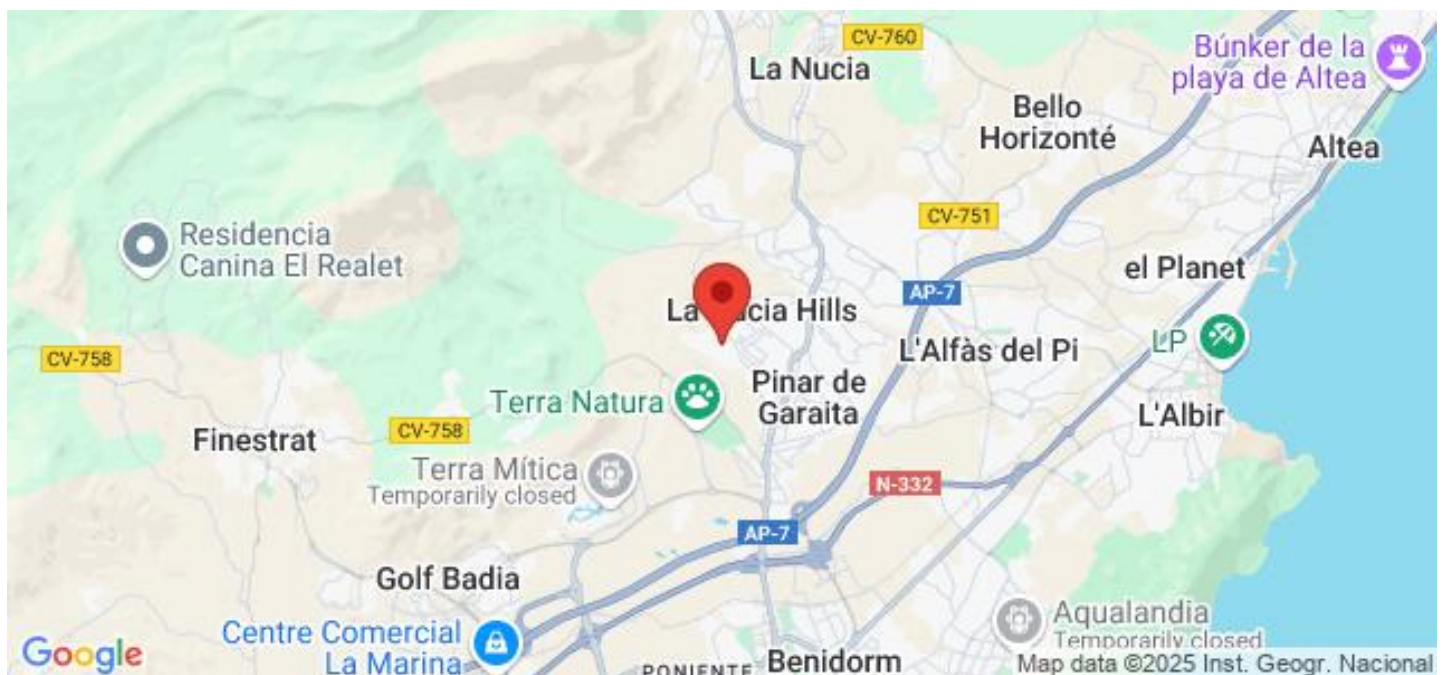 CV-760
La Nucia
Búnker de la
playa de Altea
Bello
Horizonté
Altea
CV-751
Residencia
Canina El Realet
el Planet
AP-7
La Nucia Hills
LP
CV-758
L'Alfàs del Pi
Terra Natura
Pinar de
Garaita
L'Albir
CV-758
Finestrat
Terra Mítica
Temporarily closed
N-332
AP-7
Golf Badia
Aqualandia
Temporarily closed
Centre Comercial
La Marina
Google
PONIENTE
Benidorm
Map data ©2025 Inst. Geogr. Nacional